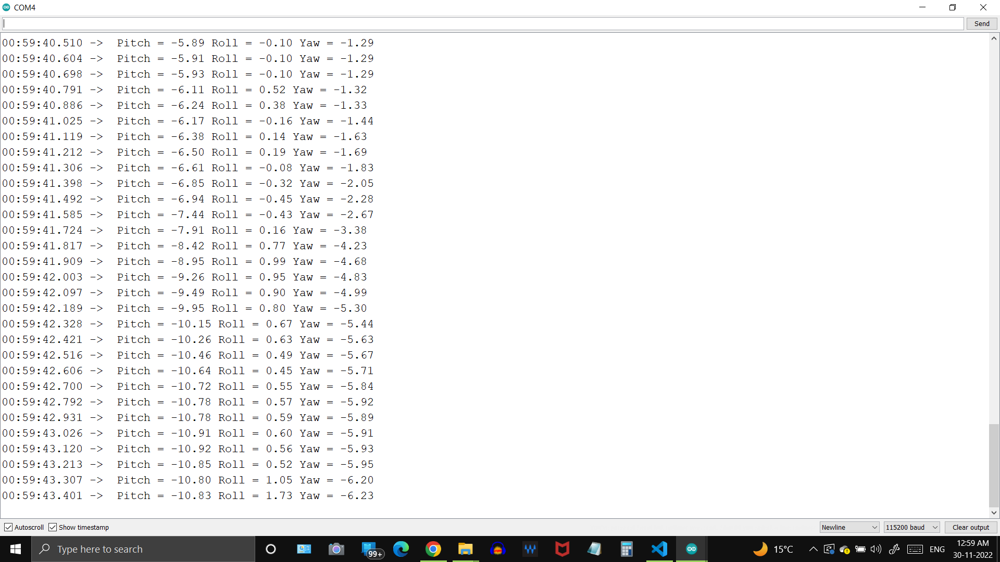 COM4
Send
00:59:40.510 ->  Pitch = -5.89 Roll = -0.10 Yaw = -1.29
00:59:40.604 ->  Pitch = -5.91 Roll = -0.10 Yaw = -1.29
00:59:40.698 ->  Pitch = -5.93 Roll = -0.10 Yaw = -1.29
00:59:40.791 ->  Pitch = -6.11 Roll = 0.52 Yaw = -1.32
00:59:40.886 ->  Pitch = -6.24 Roll = 0.38 Yaw = -1.33
00:59:41.025 ->  Pitch = -6.17 Roll = -0.16 Yaw = -1.44
00:59:41.119 ->  Pitch = -6.38 Roll = 0.14 Yaw = -1.63
00:59:41.212 ->  Pitch = -6.50 Roll = 0.19 Yaw = -1.69
00:59:41.306 ->  Pitch = -6.61 Roll = -0.08 Yaw = -1.83
00:59:41.398 ->  Pitch = -6.85 Roll = -0.32 Yaw = -2.05
00:59:41.492 ->  Pitch = -6.94 Roll = -0.45 Yaw = -2.28
00:59:41.585 ->  Pitch = -7.44 Roll = -0.43 Yaw = -2.67
00:59:41.724 ->  Pitch = -7.91 Roll = 0.16 Yaw = -3.38
00:59:41.817 ->  Pitch = -8.42 Roll = 0.77 Yaw = -4.23
00:59:41.909 ->  Pitch = -8.95 Roll = 0.99 Yaw = -4.68
00:59:42.003 ->  Pitch = -9.26 Roll = 0.95 Yaw = -4.83
00:59:42.097 ->  Pitch = -9.49 Roll = 0.90 Yaw = -4.99
00:59:42.189 ->  Pitch = -9.95 Roll = 0.80 Yaw = -5.30
00:59:42.328 ->  Pitch = -10.15 Roll = 0.67 Yaw = -5.44
00:59:42.421 ->  Pitch = -10.26 Roll = 0.63 Yaw = -5.63
00:59:42.516 ->  Pitch = -10.46 Roll = 0.49 Yaw = -5.67
00:59:42.606 ->  Pitch = -10.64 Roll = 0.45 Yaw = -5.71
00:59:42.700 ->  Pitch = -10.72 Roll = 0.55 Yaw = -5.84
00:59:42.792 ->  Pitch = -10.78 Roll = 0.57 Yaw = -5.92
00:59:42.931 ->  Pitch = -10.78 Roll = 0.59 Yaw = -5.89
00:59:43.026 ->  Pitch = -10.91 Roll = 0.60 Yaw = -5.91
00:59:43.120 ->  Pitch = -10.92 Roll = 0.56 Yaw = -5.93
00:59:43.213 ->  Pitch = -10.85 Roll = 0.52 Yaw = -5.95
00:59:43.307 ->  Pitch = -10.80 Roll = 1.05 Yaw = -6.20
00:59:43.401 ->  Pitch = -10.83 Roll = 1.73 Yaw = -6.23
Autoscroll Show timestamp Newline 115200 baud Clear output
Type here to search 99+ 15°C ENG 12:59 AM
30-11-2022